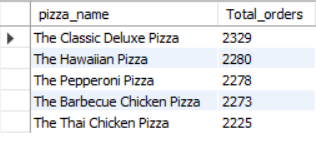 pizza_name Total_orders
The Classic Deluxe Pizza 2329
The Hawaiian Pizza 2280
The Pepperoni Pizza 2278
The Barbecue Chicken Pizza 2273
The Thai Chicken Pizza 2225